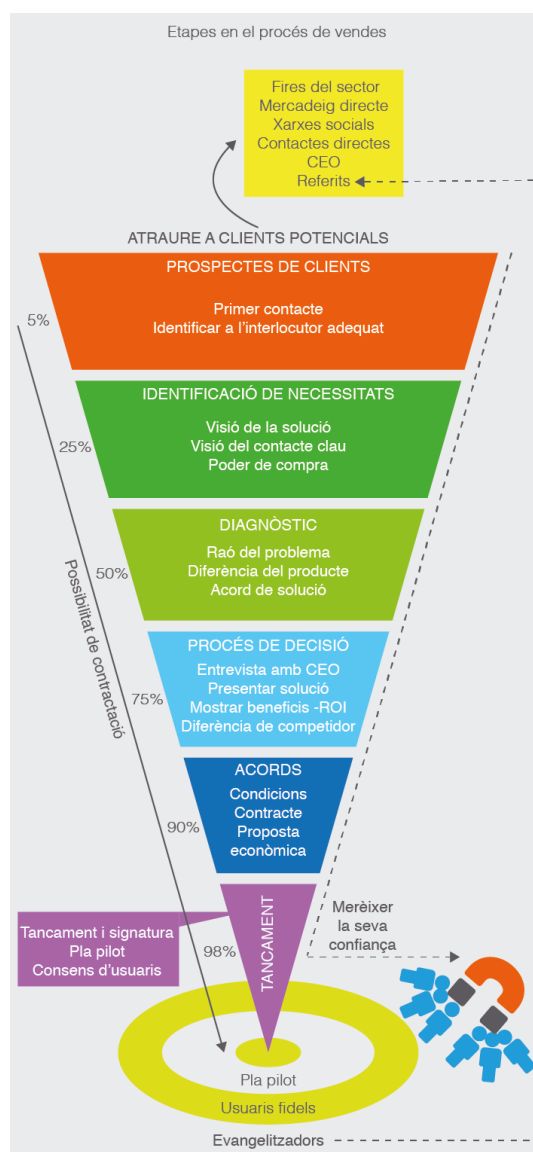 Etapes en el procés de vendes
Fires del sector
Mercadeig directe
Xarxes socials
Contactes directes
CEO
Referits
ATRAURE A CLIENTS POTENCIALS
PROSPECTES DE CLIENTS
Primer contacte
Identificar a l'interlocutor adequat
5%
IDENTIFICACIÓ DE NECESSITATS
Visió de la solució
Visió del contacte clau
Poder de compra
25%
DIAGNÒSTIC
Raó del problema
Diferència del producte
Acord de solució
50%
Possibilitat de contractació
PROCÉS DE DECISIÓ
Entrevista amb CEO
Presentar solució
Mostrar beneficis -ROI
Diferència de competidor
75%
ACORDS
Condicions
Contracte
Proposta
econòmica
90%
TANCAMENT
Tancament i signatura
Pla pilot
Consens d'usuaris
98%
Merèixer
la seva
confiança
Pla pilot
Usuaris fidels
Evangelitzadors